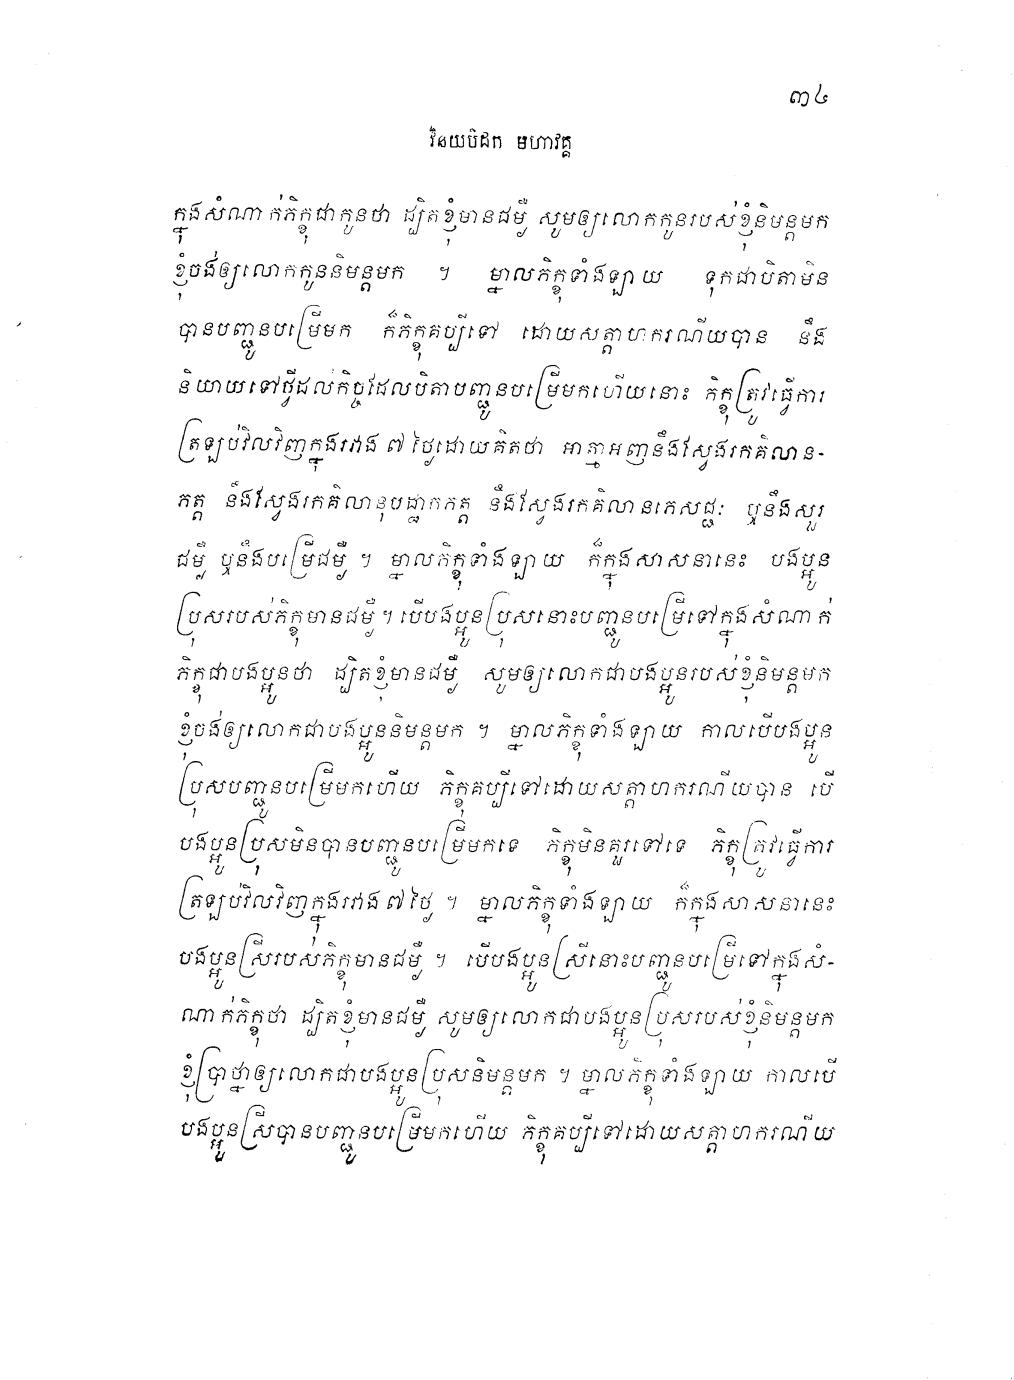 ៣៤
វិនយបិដក មហាវគ្គ
ក្នុងសំណាក់ភិក្ខុជាកូនថា ដ្បិតខ្ញុំមានជម្ងឺ សូមឲ្យលោកកូនរបស់ខ្ញុំនិមន្តមក
ខ្ញុំចង់ឲ្យលោកកូននិមន្តមក ។ ម្នាលភិក្ខុទាំងឡាយ ទុកជាបិតាមិន
បានបញ្ជូនបម្រើមក ក៏ភិក្ខុគប្បីទៅ ដោយសត្តាហករណីយបាន នឹង
និយាយទៅថ្វីដល់កិច្ចដែលបិតាបញ្ជូនបម្រើមកហើយនោះ ភិក្ខុត្រូវធ្វើការ
ត្រឡប់វិលវិញក្នុងរវាង ៧ ថ្ងៃដោយគិតថា អាត្មាអញនឹងស្វែងរកគិលាន-
ភត្ត នឹងស្វែងរកគិលានុបដ្ឋាកភត្ត នឹងស្វែងរកគិលានភេសជ្ជៈ ឬនឹងសួរ
ជម្ងឺ ឬនឹងបម្រើជម្ងឺ ។ ម្នាលភិក្ខុទាំងឡាយ ក៏ក្នុងសាសនានេះ បងប្អូន
ប្រុសរបស់ភិក្ខុមានជម្ងឺ ។ បើបងប្អូនប្រុសនោះបញ្ជូនបម្រើទៅក្នុងសំណាក់
ភិក្ខុជាបងប្អូនថា ដ្បិតខ្ញុំមានជម្ងឺ សូមឲ្យលោកជាបងប្អូនរបស់ខ្ញុំនិមន្តមក
ខ្ញុំចង់ឲ្យលោកជាបងប្អូននិមន្តមក ។ ម្នាលភិក្ខុទាំងឡាយ កាលបើបងប្អូន
ប្រុសបញ្ជូនបម្រើមកហើយ ភិក្ខុគប្បីទៅដោយសត្តាហករណីយបាន បើ
បងប្អូនប្រុសមិនបានបញ្ជូនបម្រើមកទេ ភិក្ខុមិនគួរទៅទេ ភិក្ខុត្រូវធ្វើការ
ត្រឡប់វិលវិញក្នុងរវាង ៧ ថ្ងៃ ។ ម្នាលភិក្ខុទាំងឡាយ ក៏ក្នុងសាសនានេះ
បងប្អូនស្រីរបស់ភិក្ខុមានជម្ងឺ ។ បើបងប្អូនស្រីនោះបញ្ជូនបម្រើទៅក្នុងសំ-
ណាក់ភិក្ខុថា ដ្បិតខ្ញុំមានជម្ងឺ សូមឲ្យលោកជាបងប្អូនប្រុសរបស់ខ្ញុំនិមន្តមក
ខ្ញុំប្រាថ្នាឲ្យលោកជាបងប្អូនប្រុសនិមន្តមក ។ ម្នាលភិក្ខុទាំងឡាយ កាលបើ
បងប្អូនស្រីបានបញ្ជូនបម្រើមកហើយ ភិក្ខុគប្បីទៅដោយសត្តាហករណីយ